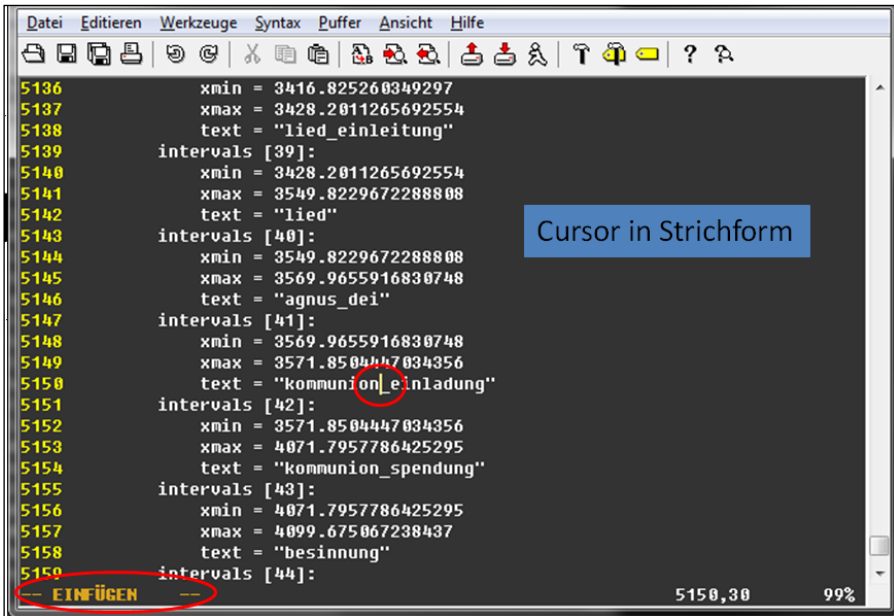 Datei Editieren Werkzeuge Syntax Puffer Ansicht Hilfe
5136 xmin = 3416.825260349297
5137 xmax = 3428.2011265692554
5138 text = "lied_einleitung"
5139 intervals [39]:
5140 xmin = 3428.2011265692554
5141 xmax = 3549.8229672288808
5142 text = "lied"
5143 intervals [40]:
5144 xmin = 3549.8229672288808
5145 xmax = 3569.9655916830748
5146 text = "agnus_dei"
5147 intervals [41]:
5148 xmin = 3569.9655916830748
5149 xmax = 3571.8504447034356
5150 text = "kommunion_einladung"
5151 intervals [42]:
5152 xmin = 3571.8504447034356
5153 xmax = 4071.7957786425295
5154 text = "kommunion_spendung"
5155 intervals [43]:
5156 xmin = 4071.7957786425295
5157 xmax = 4099.675067238437
5158 text = "besinnung"
5159 intervals [44]:
-- EINFÜGEN -- 5150,30 99%
Cursor in Strichform